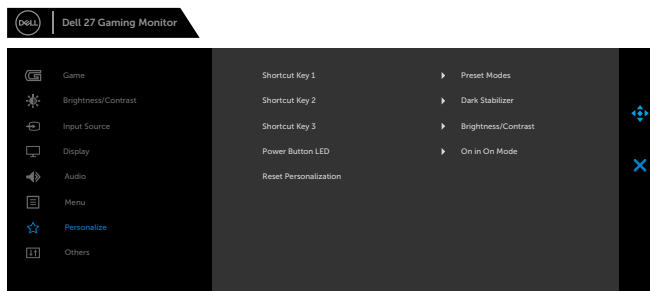 DELL
Dell 27 Gaming Monitor
Game
Brightness/Contrast
Input Source
Display
Audio
Menu
Personalize
Others
Shortcut Key 1 Preset Modes
Shortcut Key 2 Dark Stabilizer
Shortcut Key 3 Brightness/Contrast
Power Button LED On in On Mode
Reset Personalization